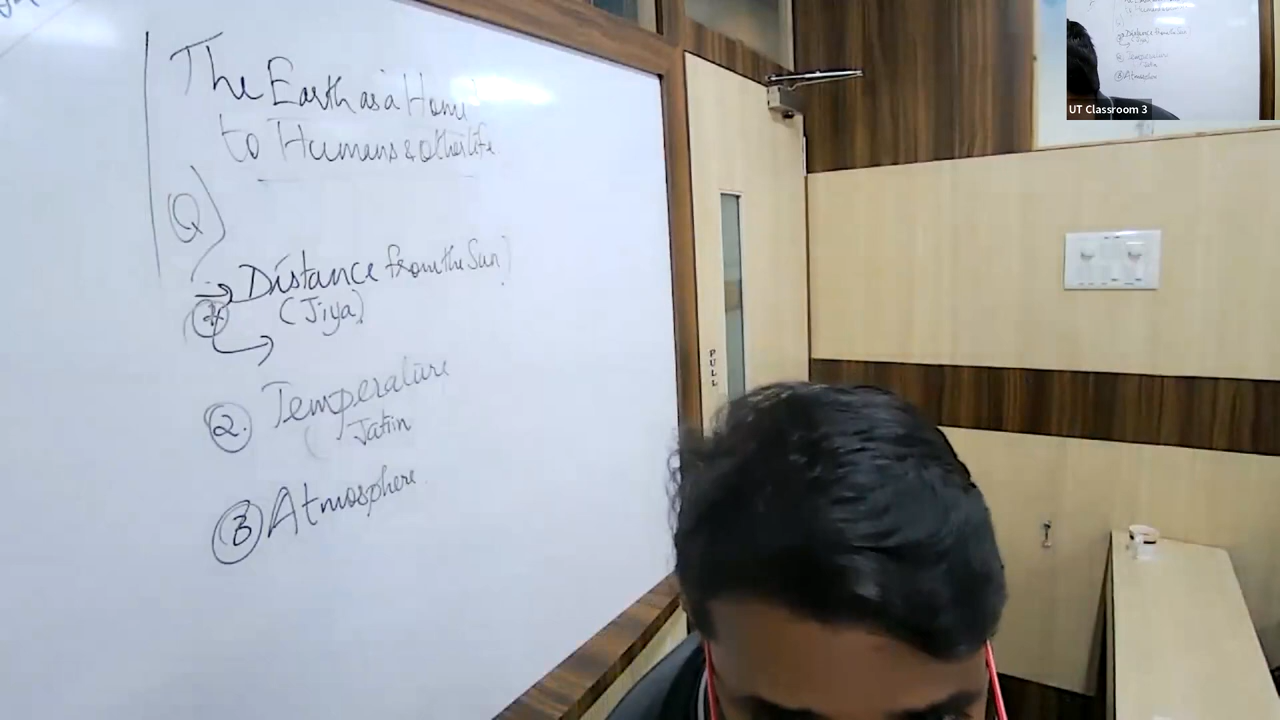 The Earth as a Home
to Humans & other life
Q)
→ Distance from the Sun)
(Jiya)
2. Temperature
( Jatin
3 Atmosphere
PULL
UT Classroom 3